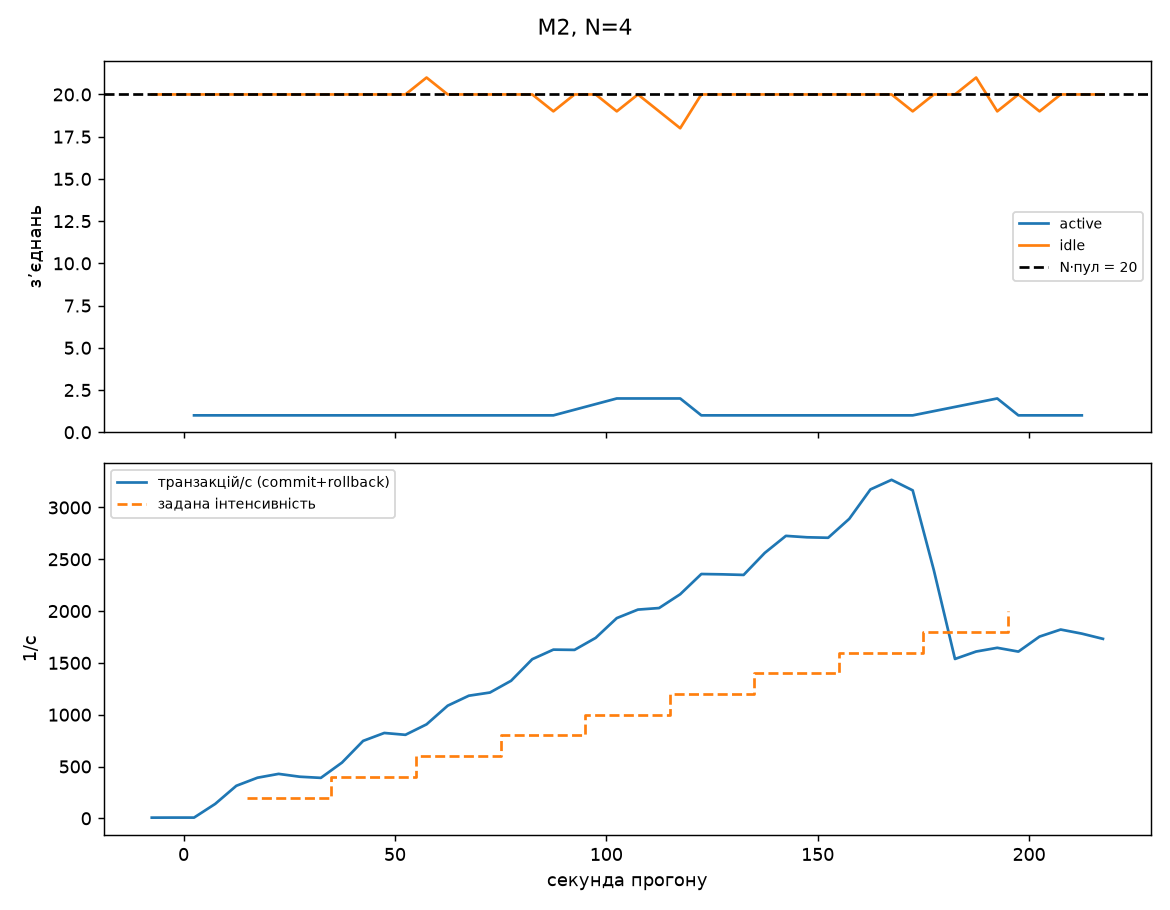 M2, N=4
20.0
17.5
15.0
12.5
10.0
7.5
5.0
2.5
0.0
з’єднань
active
idle
N·пул = 20
транзакцій/с (commit+rollback)
задана інтенсивність
3000
2500
2000
1500
1000
500
0
1/с
0 50 100 150 200
секунда прогону